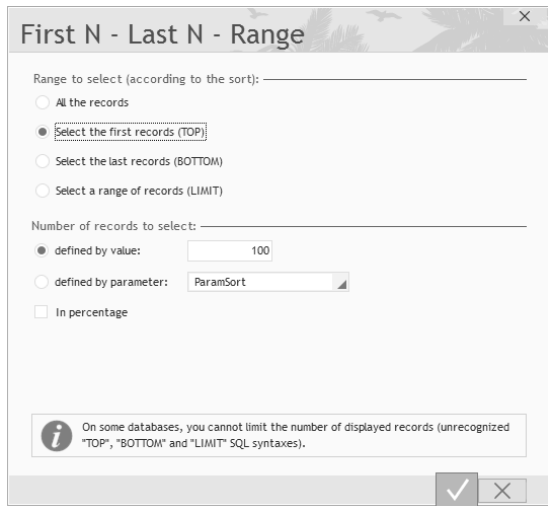 First N - Last N - Range
Range to select (according to the sort):
All the records
Select the first records (TOP)
Select the last records (BOTTOM)
Select a range of records (LIMIT)
Number of records to select:
defined by value: 100
defined by parameter: ParamSort
In percentage
On some databases, you cannot limit the number of displayed records (unrecognized
"TOP", "BOTTOM" and "LIMIT" SQL syntaxes).